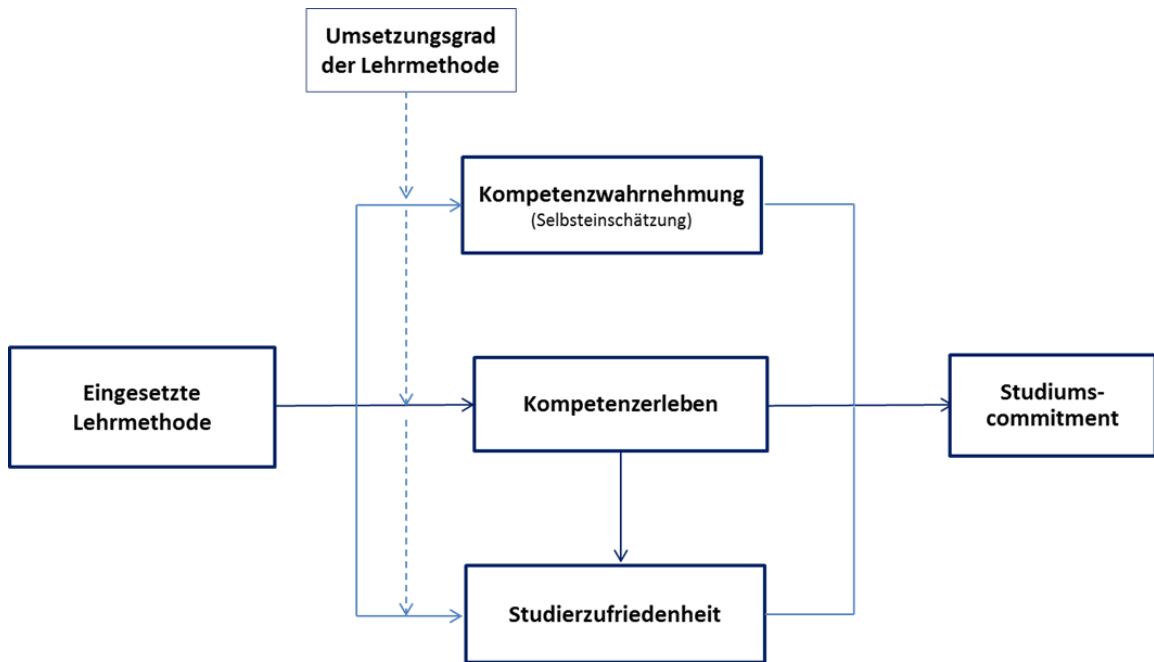 Umsetzungsgrad
der Lehrmethode
Kompetenzwahrnehmung
(Selbsteinschätzung)
Eingesetzte
Lehrmethode
Kompetenzerleben
Studiums-
commitment
Studierzufriedenheit